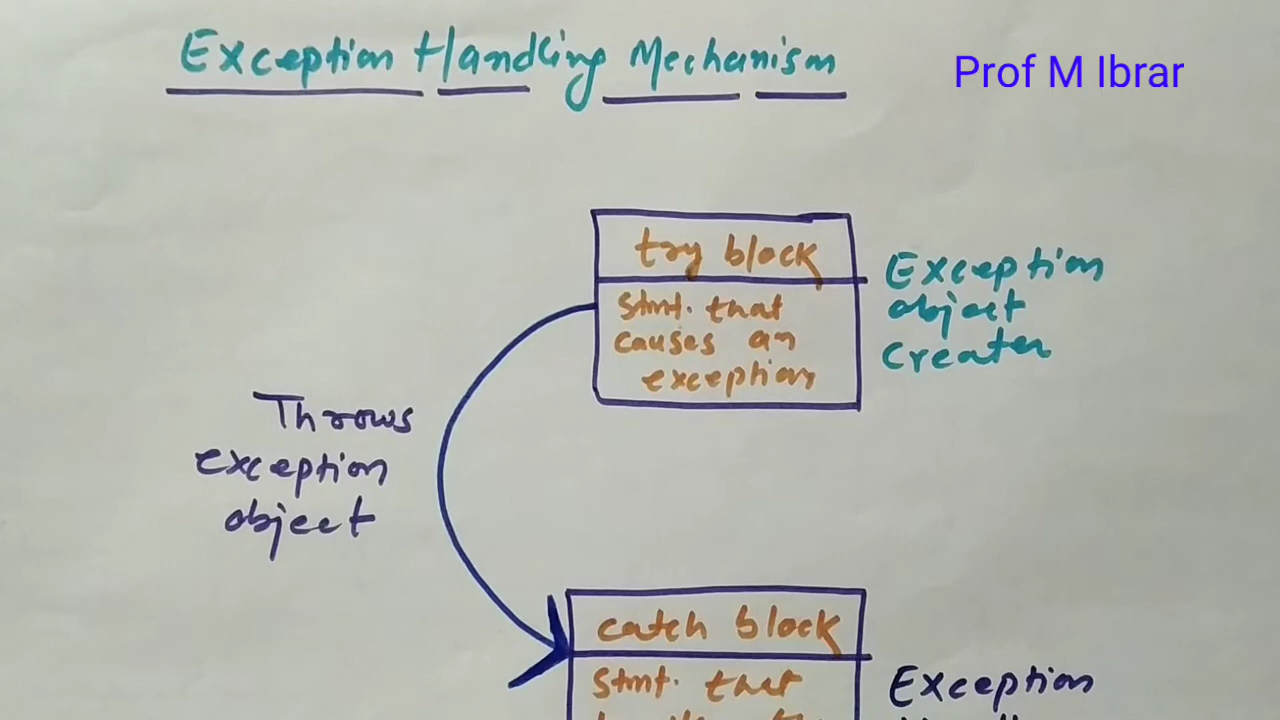 Exception Handling Mechanism
Prof M Ibrar
try block
Stmt. that
causes an
exception
Exception
object
creater
Throws
exception
object
catch block
Stmt. that
Exception